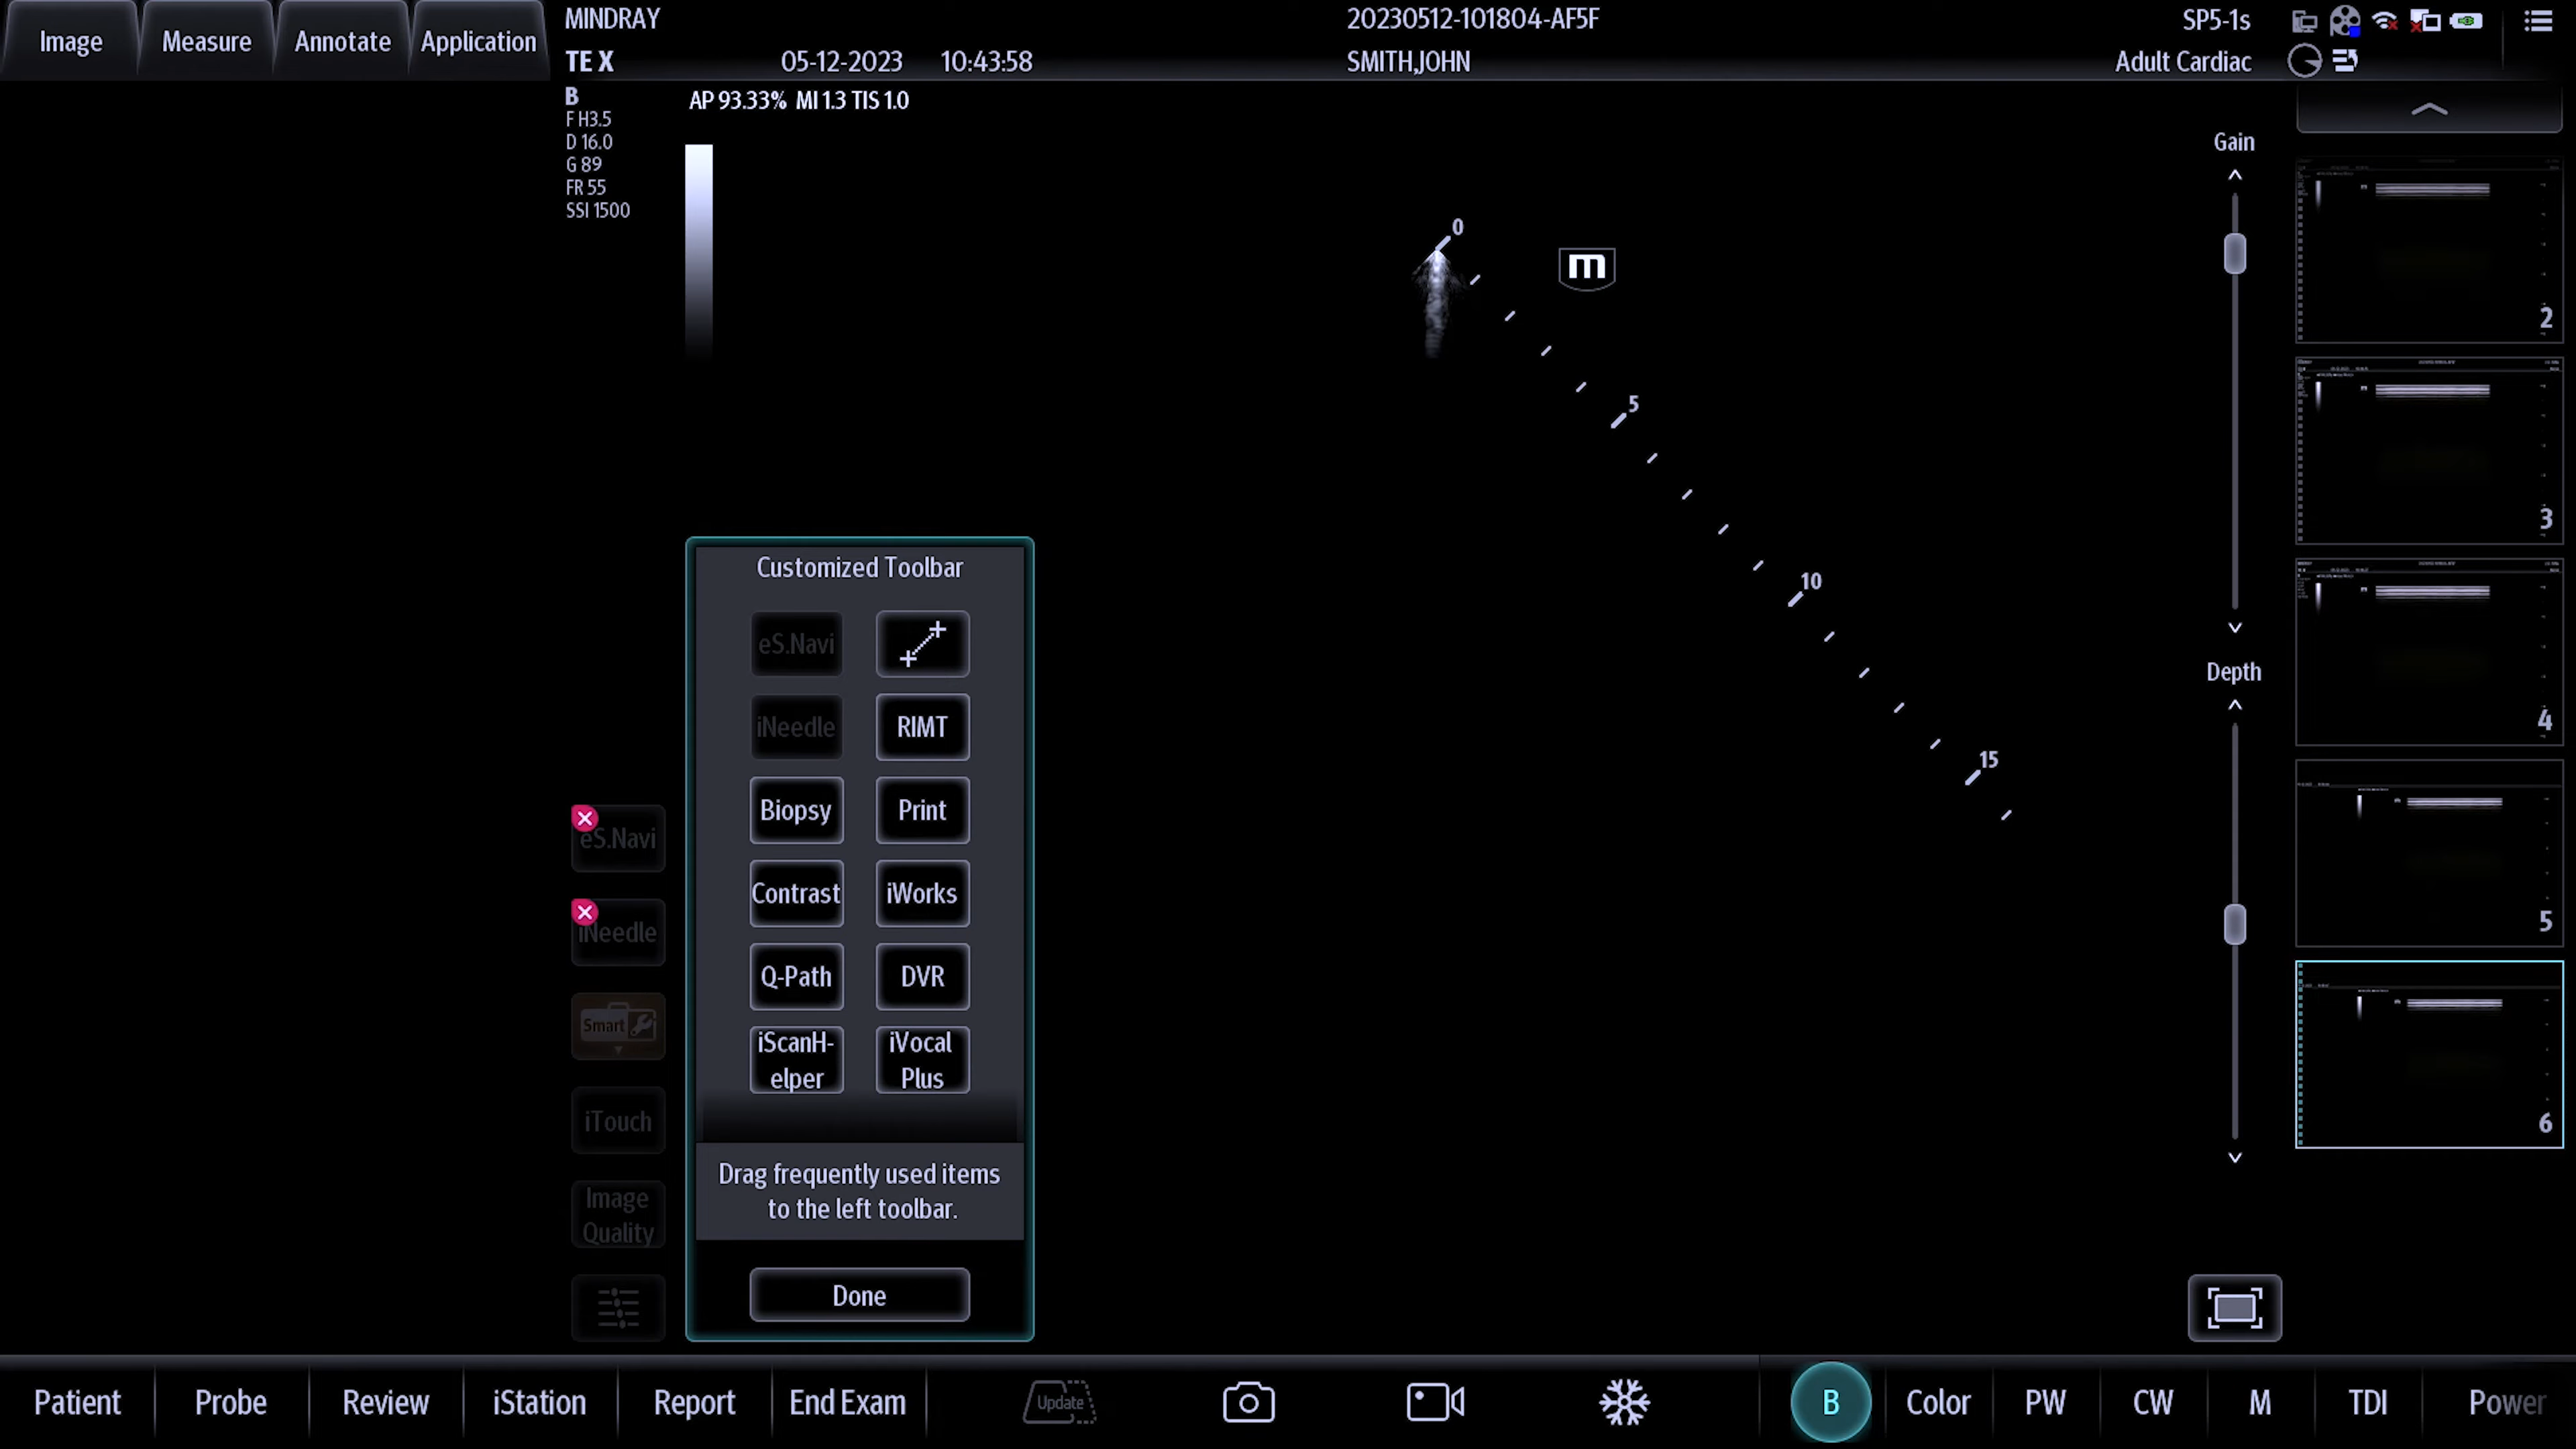 Image
Measure
Annotate
Application
MINDRAY
20230512-101804-AF5F
SP5-1s
TE X
05-12-2023
10:43:58
SMITH,JOHN
Adult Cardiac
B
AP 93.33% MI 1.3 TIS 1.0
F H3.5
D 16.0
G 89
FR 55
SSI 1500
Gain
0
m
5
10
15
Depth
2
3
4
5
6
Customized Toolbar
eS.Navi
iNeedle
RIMT
Biopsy
Print
Contrast
iWorks
Q-Path
DVR
iScanH-
elper
iVocal
Plus
Drag frequently used items
to the left toolbar.
Done
eS.Navi
iNeedle
Smart
iTouch
Image
Quality
Patient
Probe
Review
iStation
Report
End Exam
Update
B
Color
PW
CW
M
TDI
Power